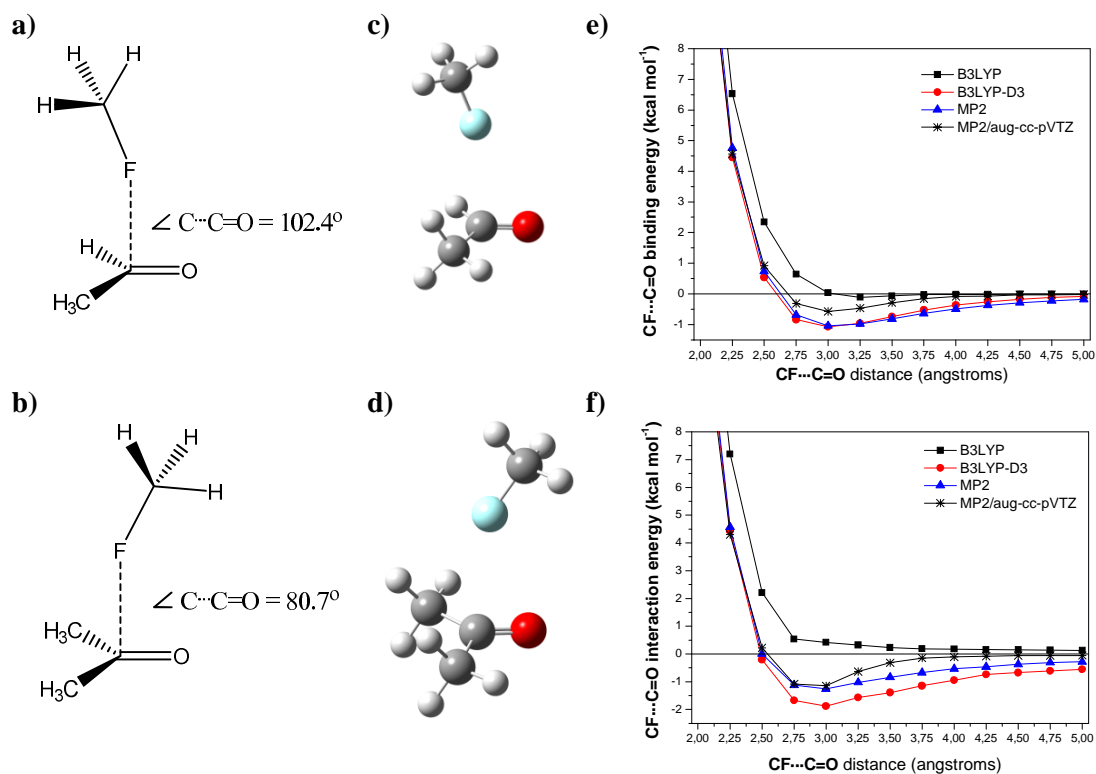 a)
H
H
H
F
∠ C···C=O = 102.4º
H
O
H₃C
b)
H
H
H
F
∠ C···C=O = 80.7º
H₃C
O
H₃C
c)
d)
e)
CF···C=O binding energy (kcal mol⁻¹)
8
7
6
5
4
3
2
1
0
-1
B3LYP
B3LYP-D3
MP2
MP2/aug-cc-pVTZ
2,00 2,25 2,50 2,75 3,00 3,25 3,50 3,75 4,00 4,25 4,50 4,75 5,00
CF···C=O distance (angstroms)
f)
CF···C=O interaction energy (kcal mol⁻¹)
8
7
6
5
4
3
2
1
0
-1
-2
B3LYP
B3LYP-D3
MP2
MP2/aug-cc-pVTZ
2,00 2,25 2,50 2,75 3,00 3,25 3,50 3,75 4,00 4,25 4,50 4,75 5,00
CF···C=O distance (angstroms)